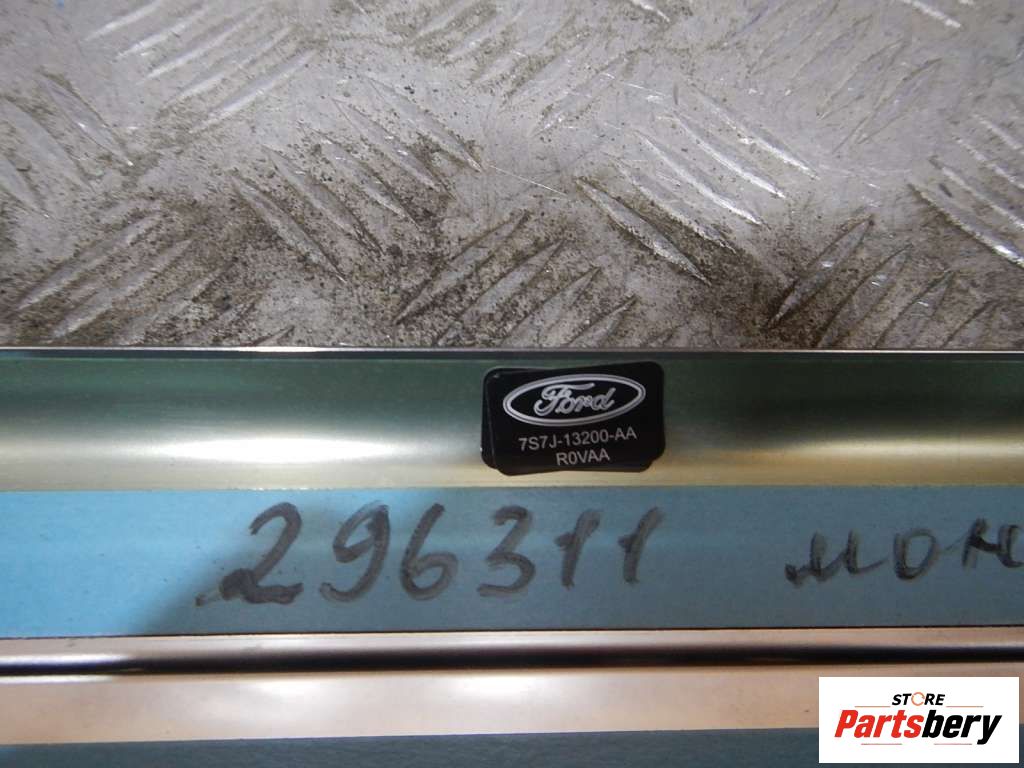 Ford
7S7J-13200-AA
R0VAA
296311
STORE
Partsbery